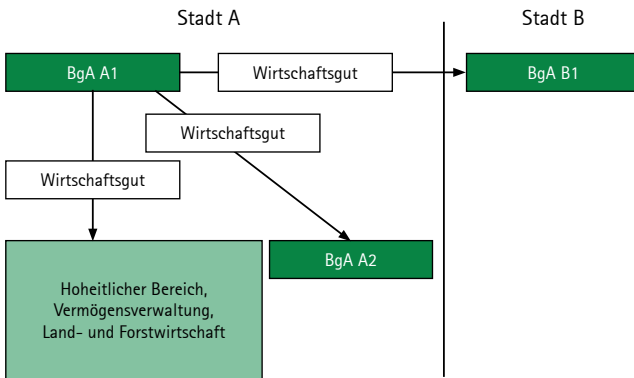 Stadt A
Stadt B
BgA A1
Wirtschaftsgut
BgA B1
Wirtschaftsgut
Wirtschaftsgut
BgA A2
Hoheitlicher Bereich,
Vermögensverwaltung,
Land- und Forstwirtschaft